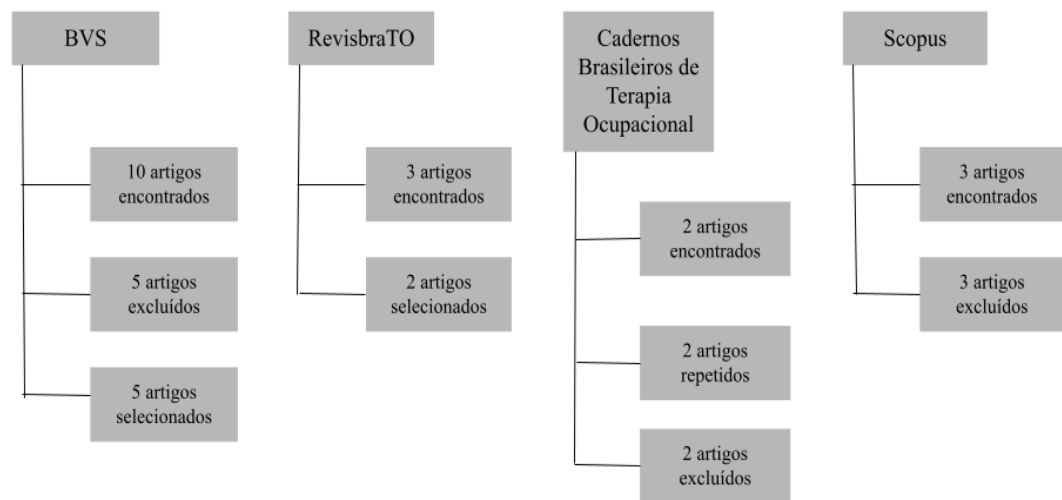 BVS
10 artigos
encontrados
5 artigos
excluídos
5 artigos
selecionados
RevisbraTO
3 artigos
encontrados
2 artigos
selecionados
Cadernos
Brasileiros de
Terapia
Ocupacional
2 artigos
encontrados
2 artigos
repetidos
2 artigos
excluídos
Scopus
3 artigos
encontrados
3 artigos
excluídos